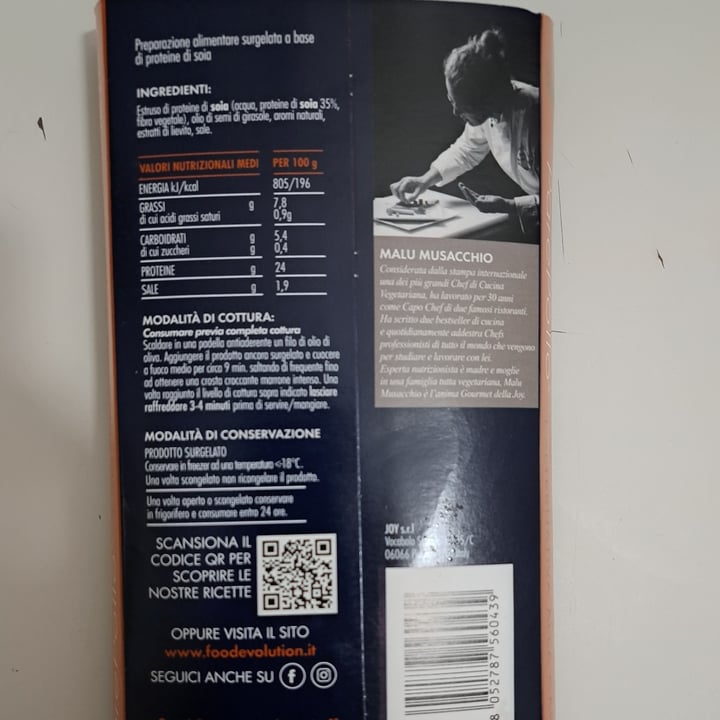 Preparazione alimentare surgelata a base
di proteine di soia
INGREDIENTI:
Estruso di proteine di soia (acqua, proteine di soia 35%,
fibra vegetale), olio di semi di girasole, aromi naturali,
estratti di lievito, sale.
VALORI NUTRIZIONALI MEDI PER 100 g
ENERGIA kJ/kcal 805/196
GRASSI g 7,8
di cui acidi grassi saturi 0,9g
CARBOIDRATI g 5,4
di cui zuccheri g 0,4
PROTEINE g 24
SALE g 1,9
MODALITÀ DI COTTURA:
Consumare previa completa cottura
Scaldare in una padella antiaderente un filo di olio di
oliva. Aggiungere il prodotto ancora surgelato e cuocere
a fuoco medio per circa 9 min. saltando di frequente fino
ad ottenere una crosta croccante marrone intenso. Una
volta raggiunto il livello di cottura sopra indicato lasciare
raffreddare 3-4 minuti prima di servire/mangiare.
MODALITÀ DI CONSERVAZIONE
PRODOTTO SURGELATO
Conservare in freezer ad una temperatura <-18°C.
Una volta scongelato non ricongelare il prodotto.
Una volta aperto o scongelato conservare
in frigorifero e consumare entro 24 ore.
SCANSIONA IL
CODICE QR PER
SCOPRIRE LE
NOSTRE RICETTE
OPPURE VISITA IL SITO
www.foodevolution.it
SEGUICI ANCHE SU
MALU MUSACCHIO
Considerata dalla stampa internazionale
una dei più grandi Chef di Cucina
Vegetariana, ha lavorato per 30 anni
come Capo Chef di due famosi ristoranti.
Ha scritto due bestseller di cucina
e quotidianamente addestra Chefs
professionisti di tutto il mondo che vengono
per studiare e lavorare con lei.
Esperta nutrizionista è madre e moglie
in una famiglia tutta vegetariana, Malu
Musacchio è l'anima Gourmet della Joy.
JOY s.r.l
Vocabolo 5/C
06066
8 052787 560439